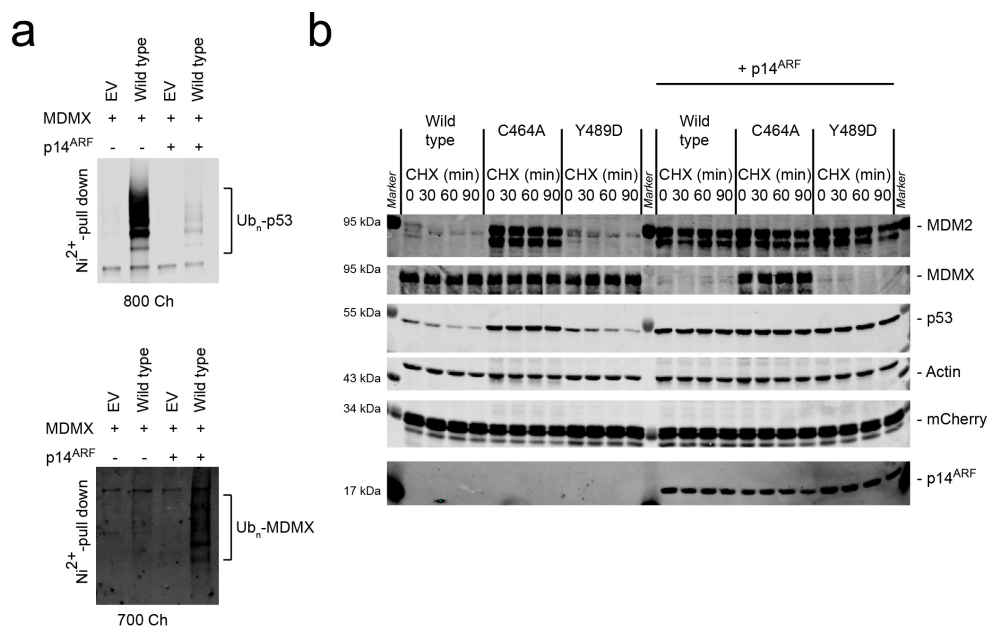 a
EV
Wild type
EV
Wild type
MDMX + + + +
p14ARF - - + +
Ni2+-pull down
Ubn-p53
800 Ch
EV
Wild type
EV
Wild type
MDMX + + + +
p14ARF - - + +
Ni2+-pull down
Ubn-MDMX
700 Ch
b
+ p14ARF
Wild type C464A Y489D Wild type C464A Y489D
Marker
CHX (min) CHX (min) CHX (min)
Marker
CHX (min) CHX (min) CHX (min)
Marker
0 30 60 90 0 30 60 90 0 30 60 90 0 30 60 90 0 30 60 90 0 30 60 90
95 kDa - MDM2
95 kDa - MDMX
55 kDa - p53
43 kDa - Actin
34 kDa - mCherry
17 kDa - p14ARF